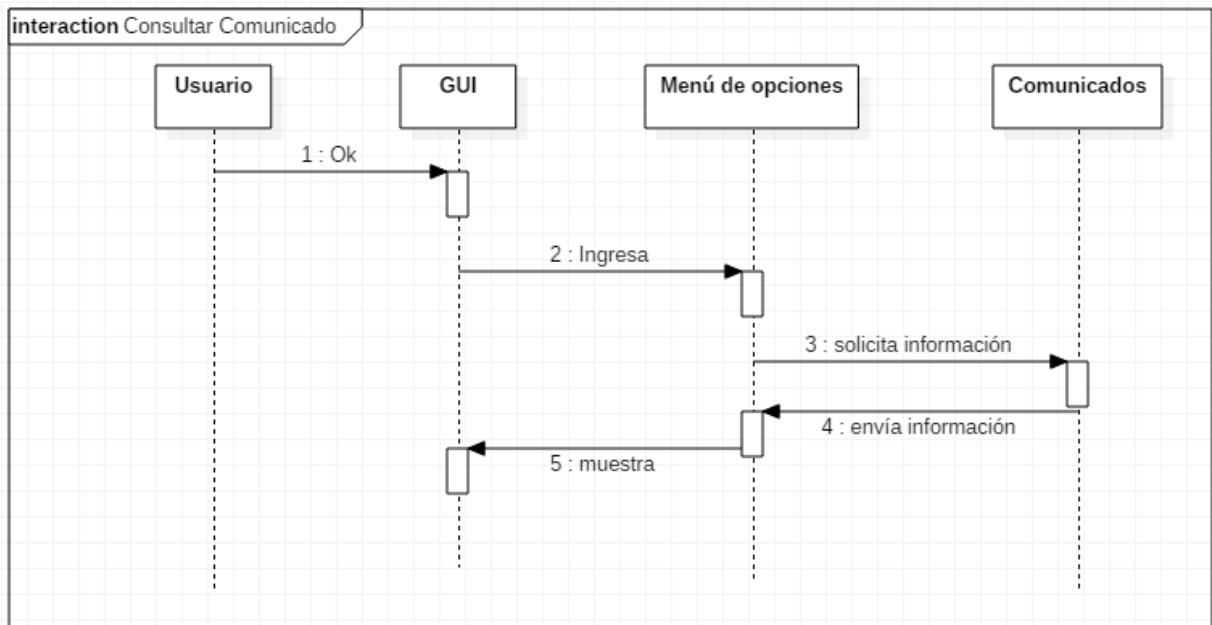 interaction Consultar Comunicado
Usuario
GUI
Menú de opciones
Comunicados
1 : Ok
2 : Ingresa
3 : solicita información
4 : envía información
5 : muestra